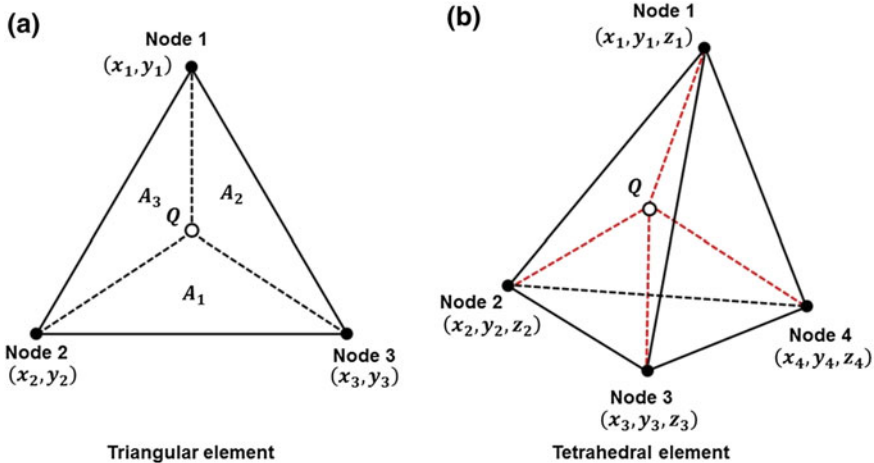 (a)
Node 1
(x₁, y₁)
A₃
A₂
Q
A₁
Node 2
(x₂, y₂)
Node 3
(x₃, y₃)
Triangular element
(b)
Node 1
(x₁, y₁, z₁)
Q
Node 2
(x₂, y₂, z₂)
Node 4
(x₄, y₄, z₄)
Node 3
(x₃, y₃, z₃)
Tetrahedral element